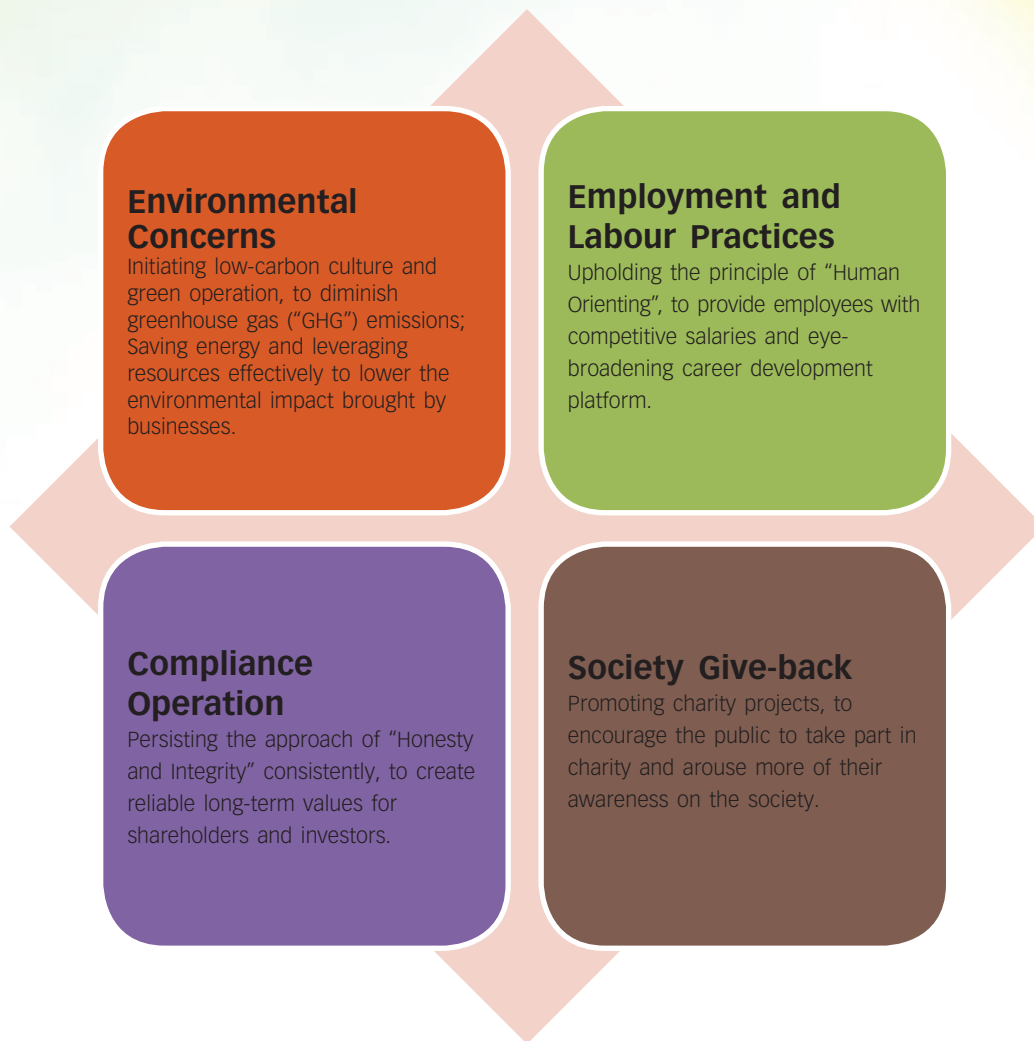 Environmental
Concerns
Initiating low-carbon culture and
green operation, to diminish
greenhouse gas (“GHG”) emissions;
Saving energy and leveraging
resources effectively to lower the
environmental impact brought by
businesses.
Employment and
Labour Practices
Upholding the principle of “Human
Orienting”, to provide employees with
competitive salaries and eye-
broadening career development
platform.
Compliance
Operation
Persisting the approach of “Honesty
and Integrity” consistently, to create
reliable long-term values for
shareholders and investors.
Society Give-back
Promoting charity projects, to
encourage the public to take part in
charity and arouse more of their
awareness on the society.